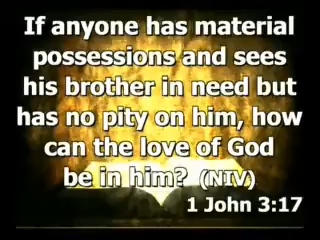 If anyone has material
possessions and sees
his brother in need but
has no pity on him, how
can the love of God
be in him? (NIV)
1 John 3:17